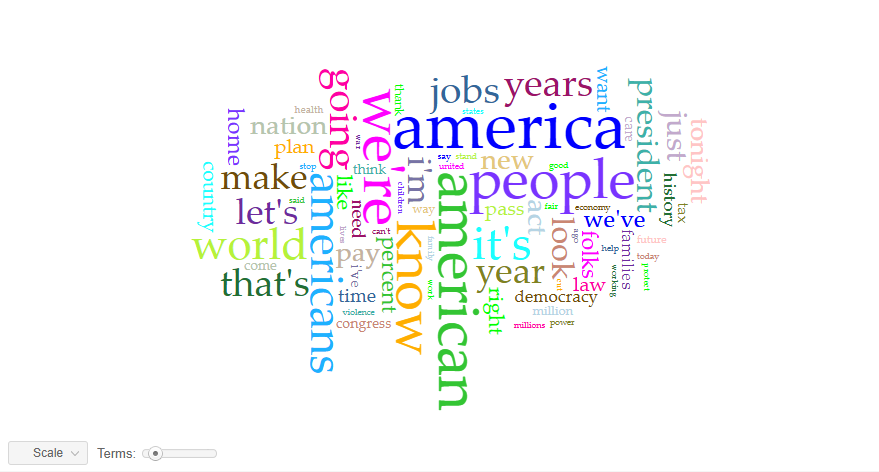 going
we're
thank
jobs
years
want
states
president
america
home
health
nation
plan
war
care
just
tonight
say
stand
new
good
united
stop
think
i'm
make
people
country
americans
like
children
american
said
let's
need
way
pass
act
fair
economy
we've
history
tax
can't
know
world
lives
pay
percent
family
it's
look
ago
folks
help
families
future
today
come
that's
i've
work
year
cut
law
working
product
time
right
democracy
violence
million
congress
millions
power
Scale
Terms: